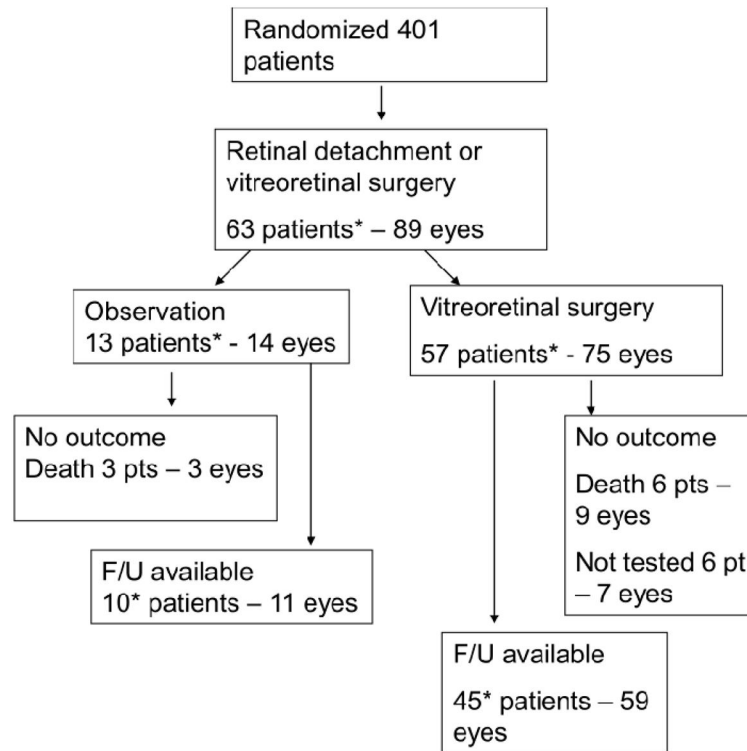 Randomized 401
patients
Retinal detachment or
vitreoretinal surgery
63 patients* – 89 eyes
Observation
13 patients* - 14 eyes
Vitreoretinal surgery
57 patients* - 75 eyes
No outcome
Death 3 pts – 3 eyes
No outcome
Death 6 pts –
9 eyes
Not tested 6 pt
– 7 eyes
F/U available
10* patients – 11 eyes
F/U available
45* patients – 59
eyes